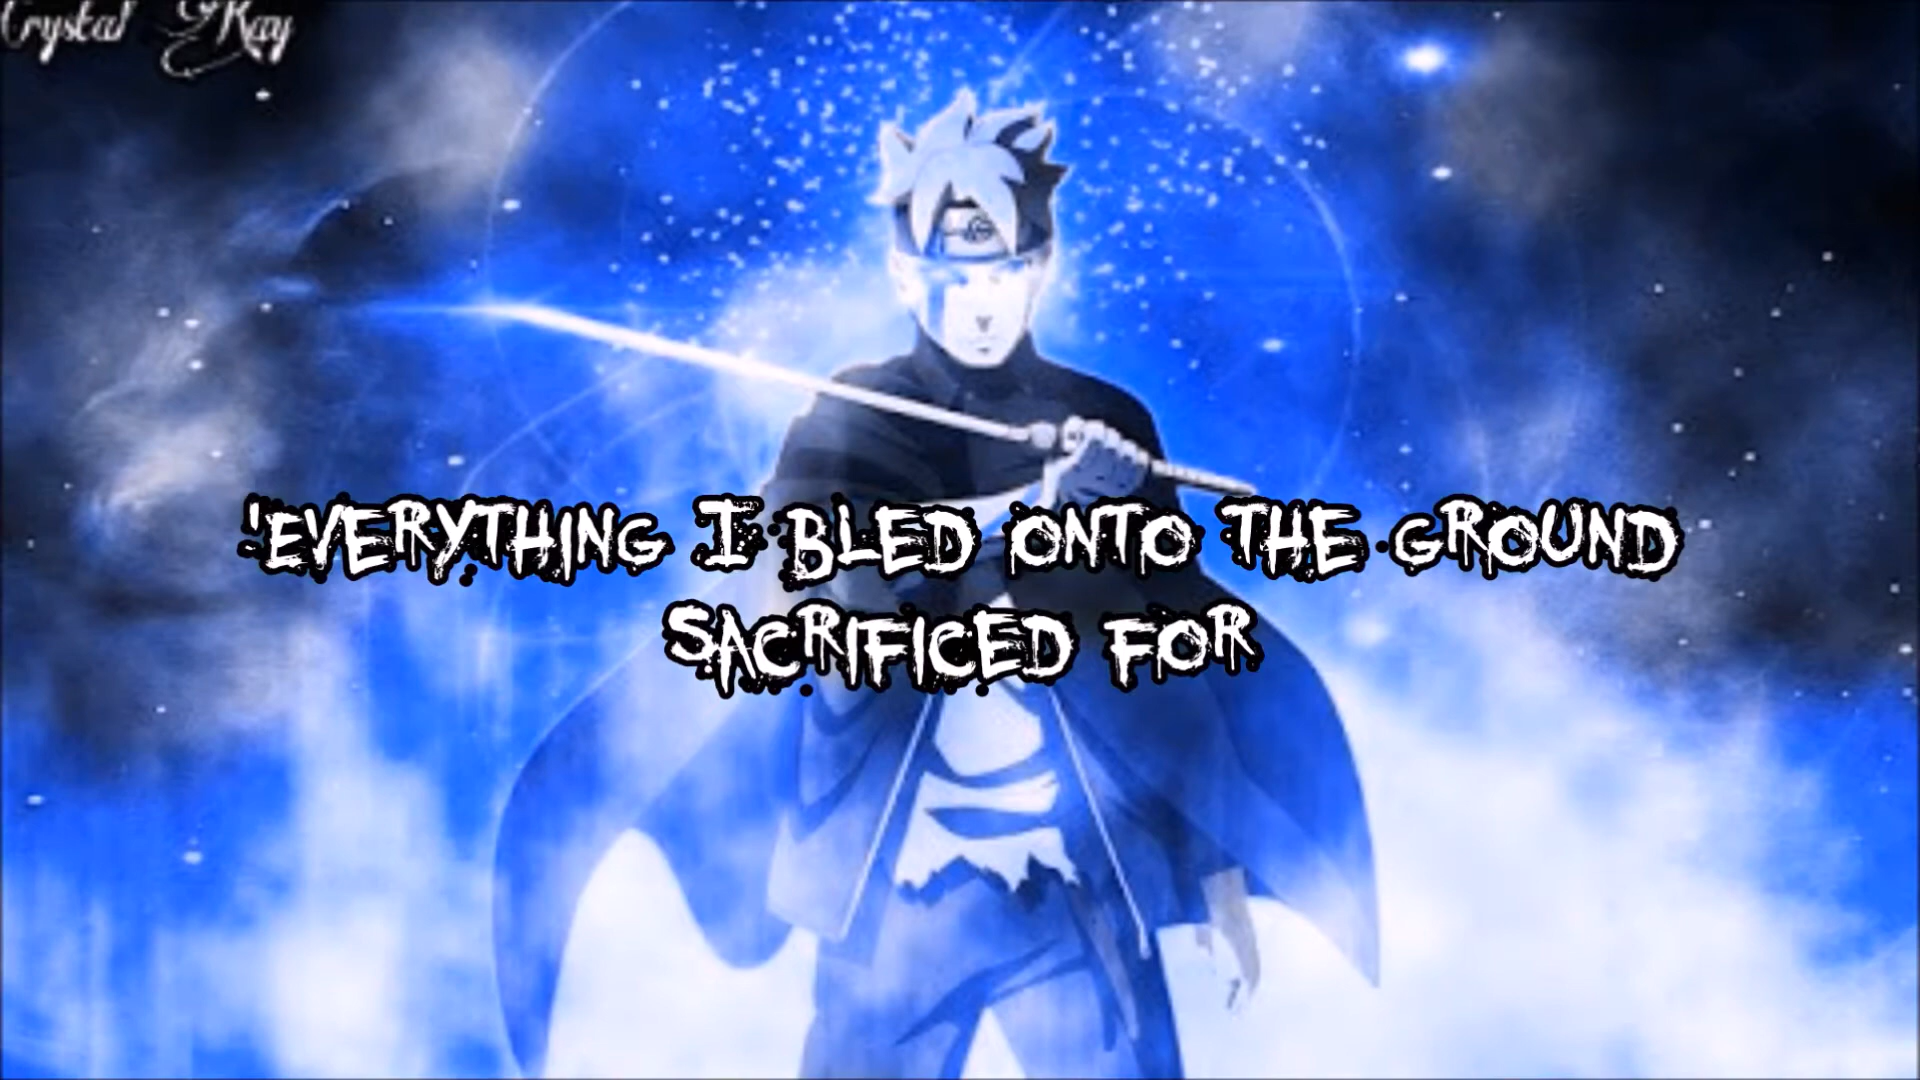 Crystal Kay
'EVERYTHING I BLED ONTO THE GROUND
SACRIFICED FOR